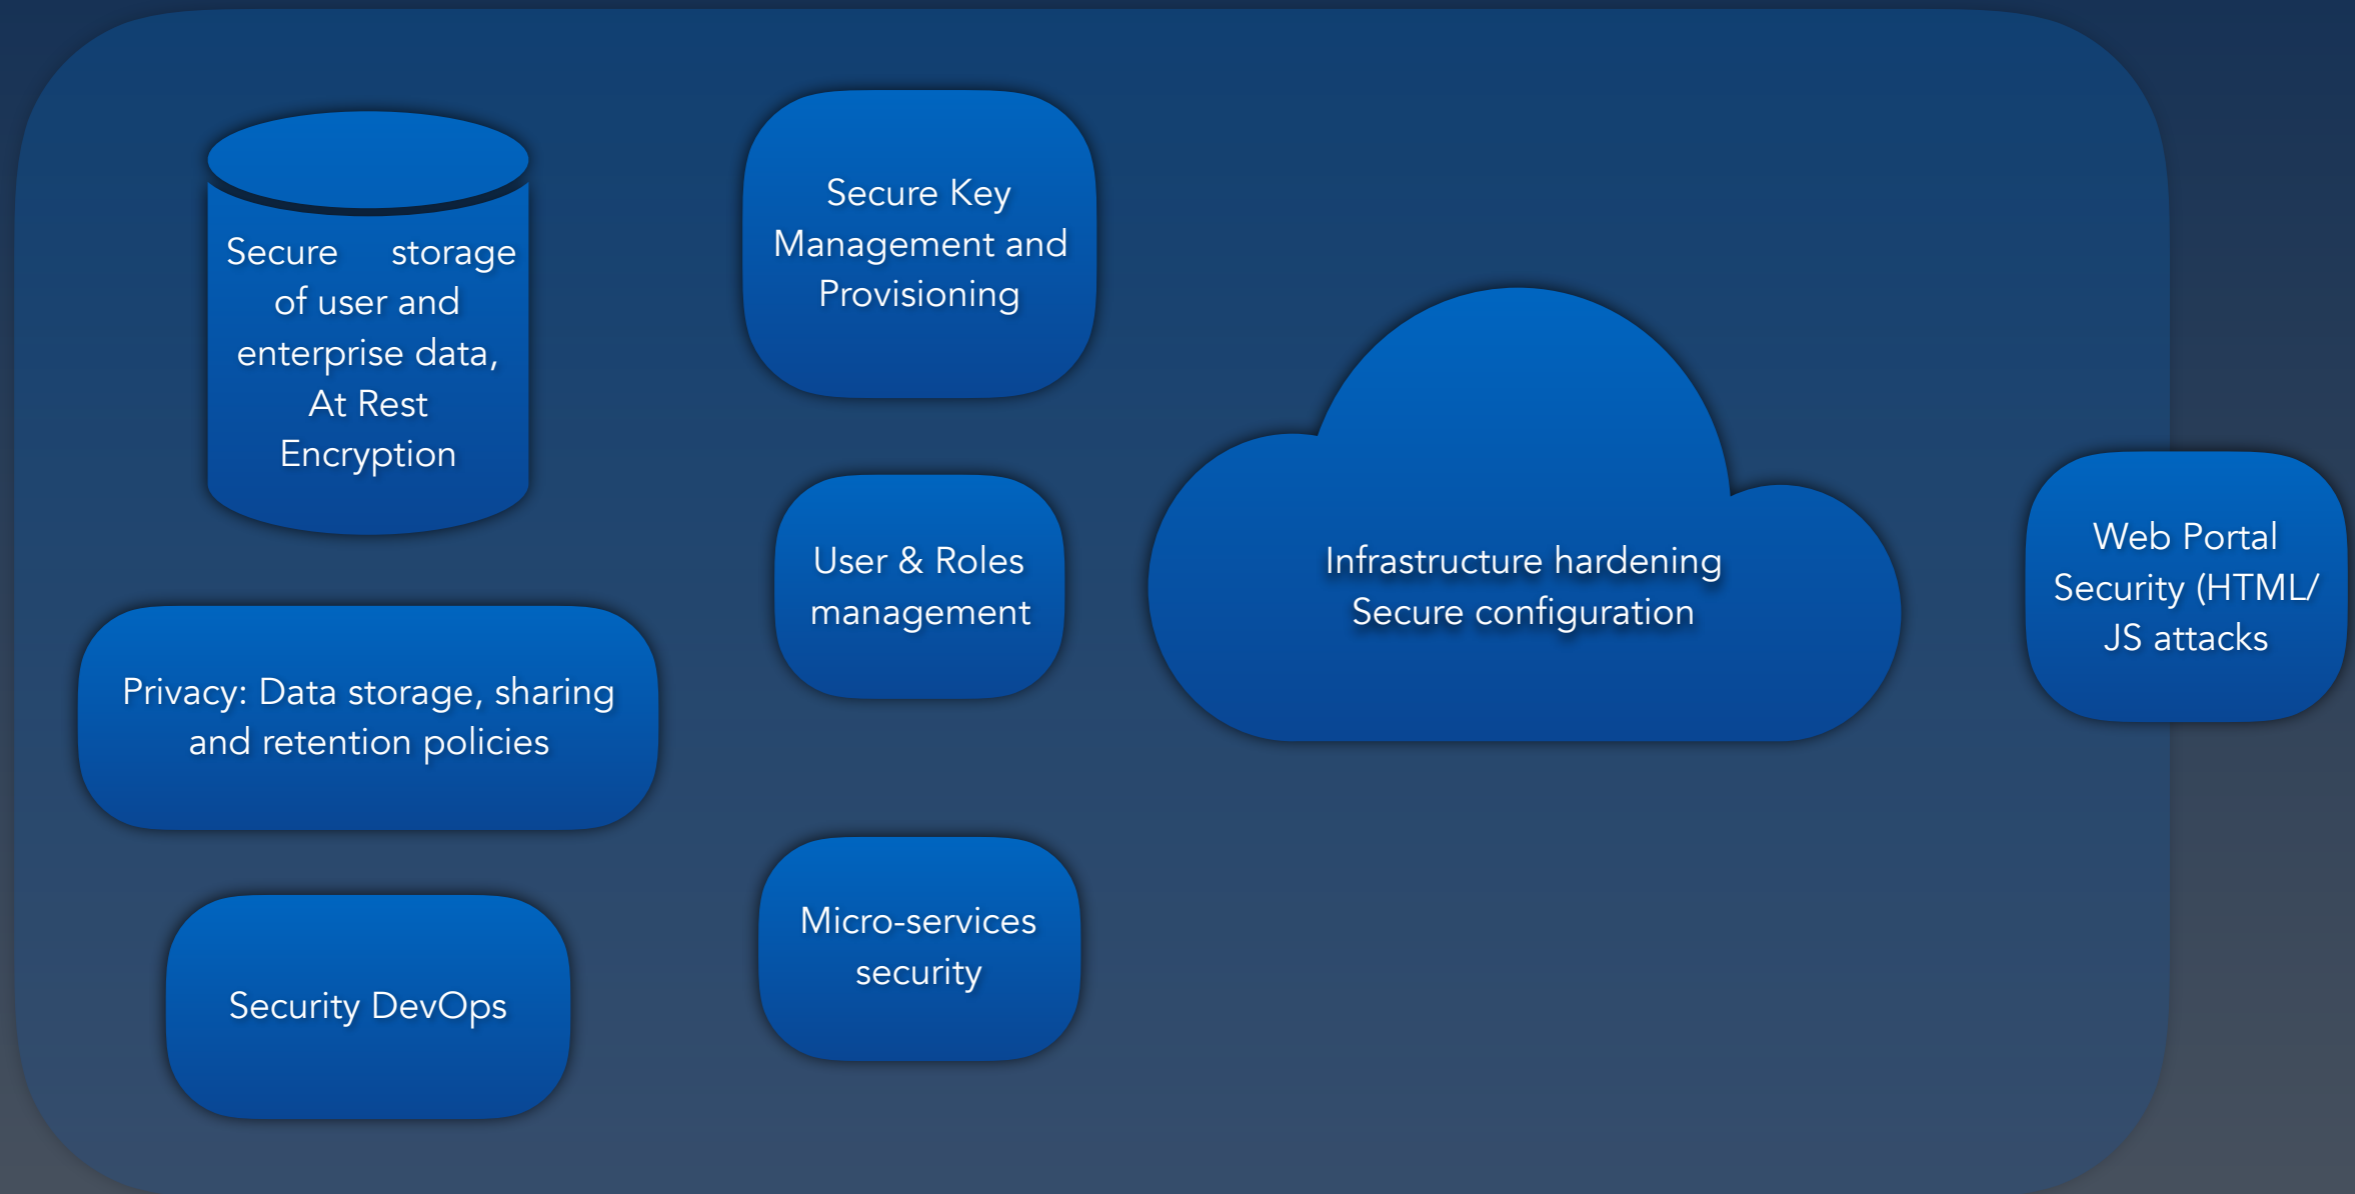 Secure storage
of user and
enterprise data,
At Rest
Encryption
Privacy: Data storage, sharing
and retention policies
Security DevOps
Secure Key
Management and
Provisioning
User & Roles
management
Micro-services
security
Infrastructure hardening
Secure configuration
Web Portal
Security (HTML/
JS attacks